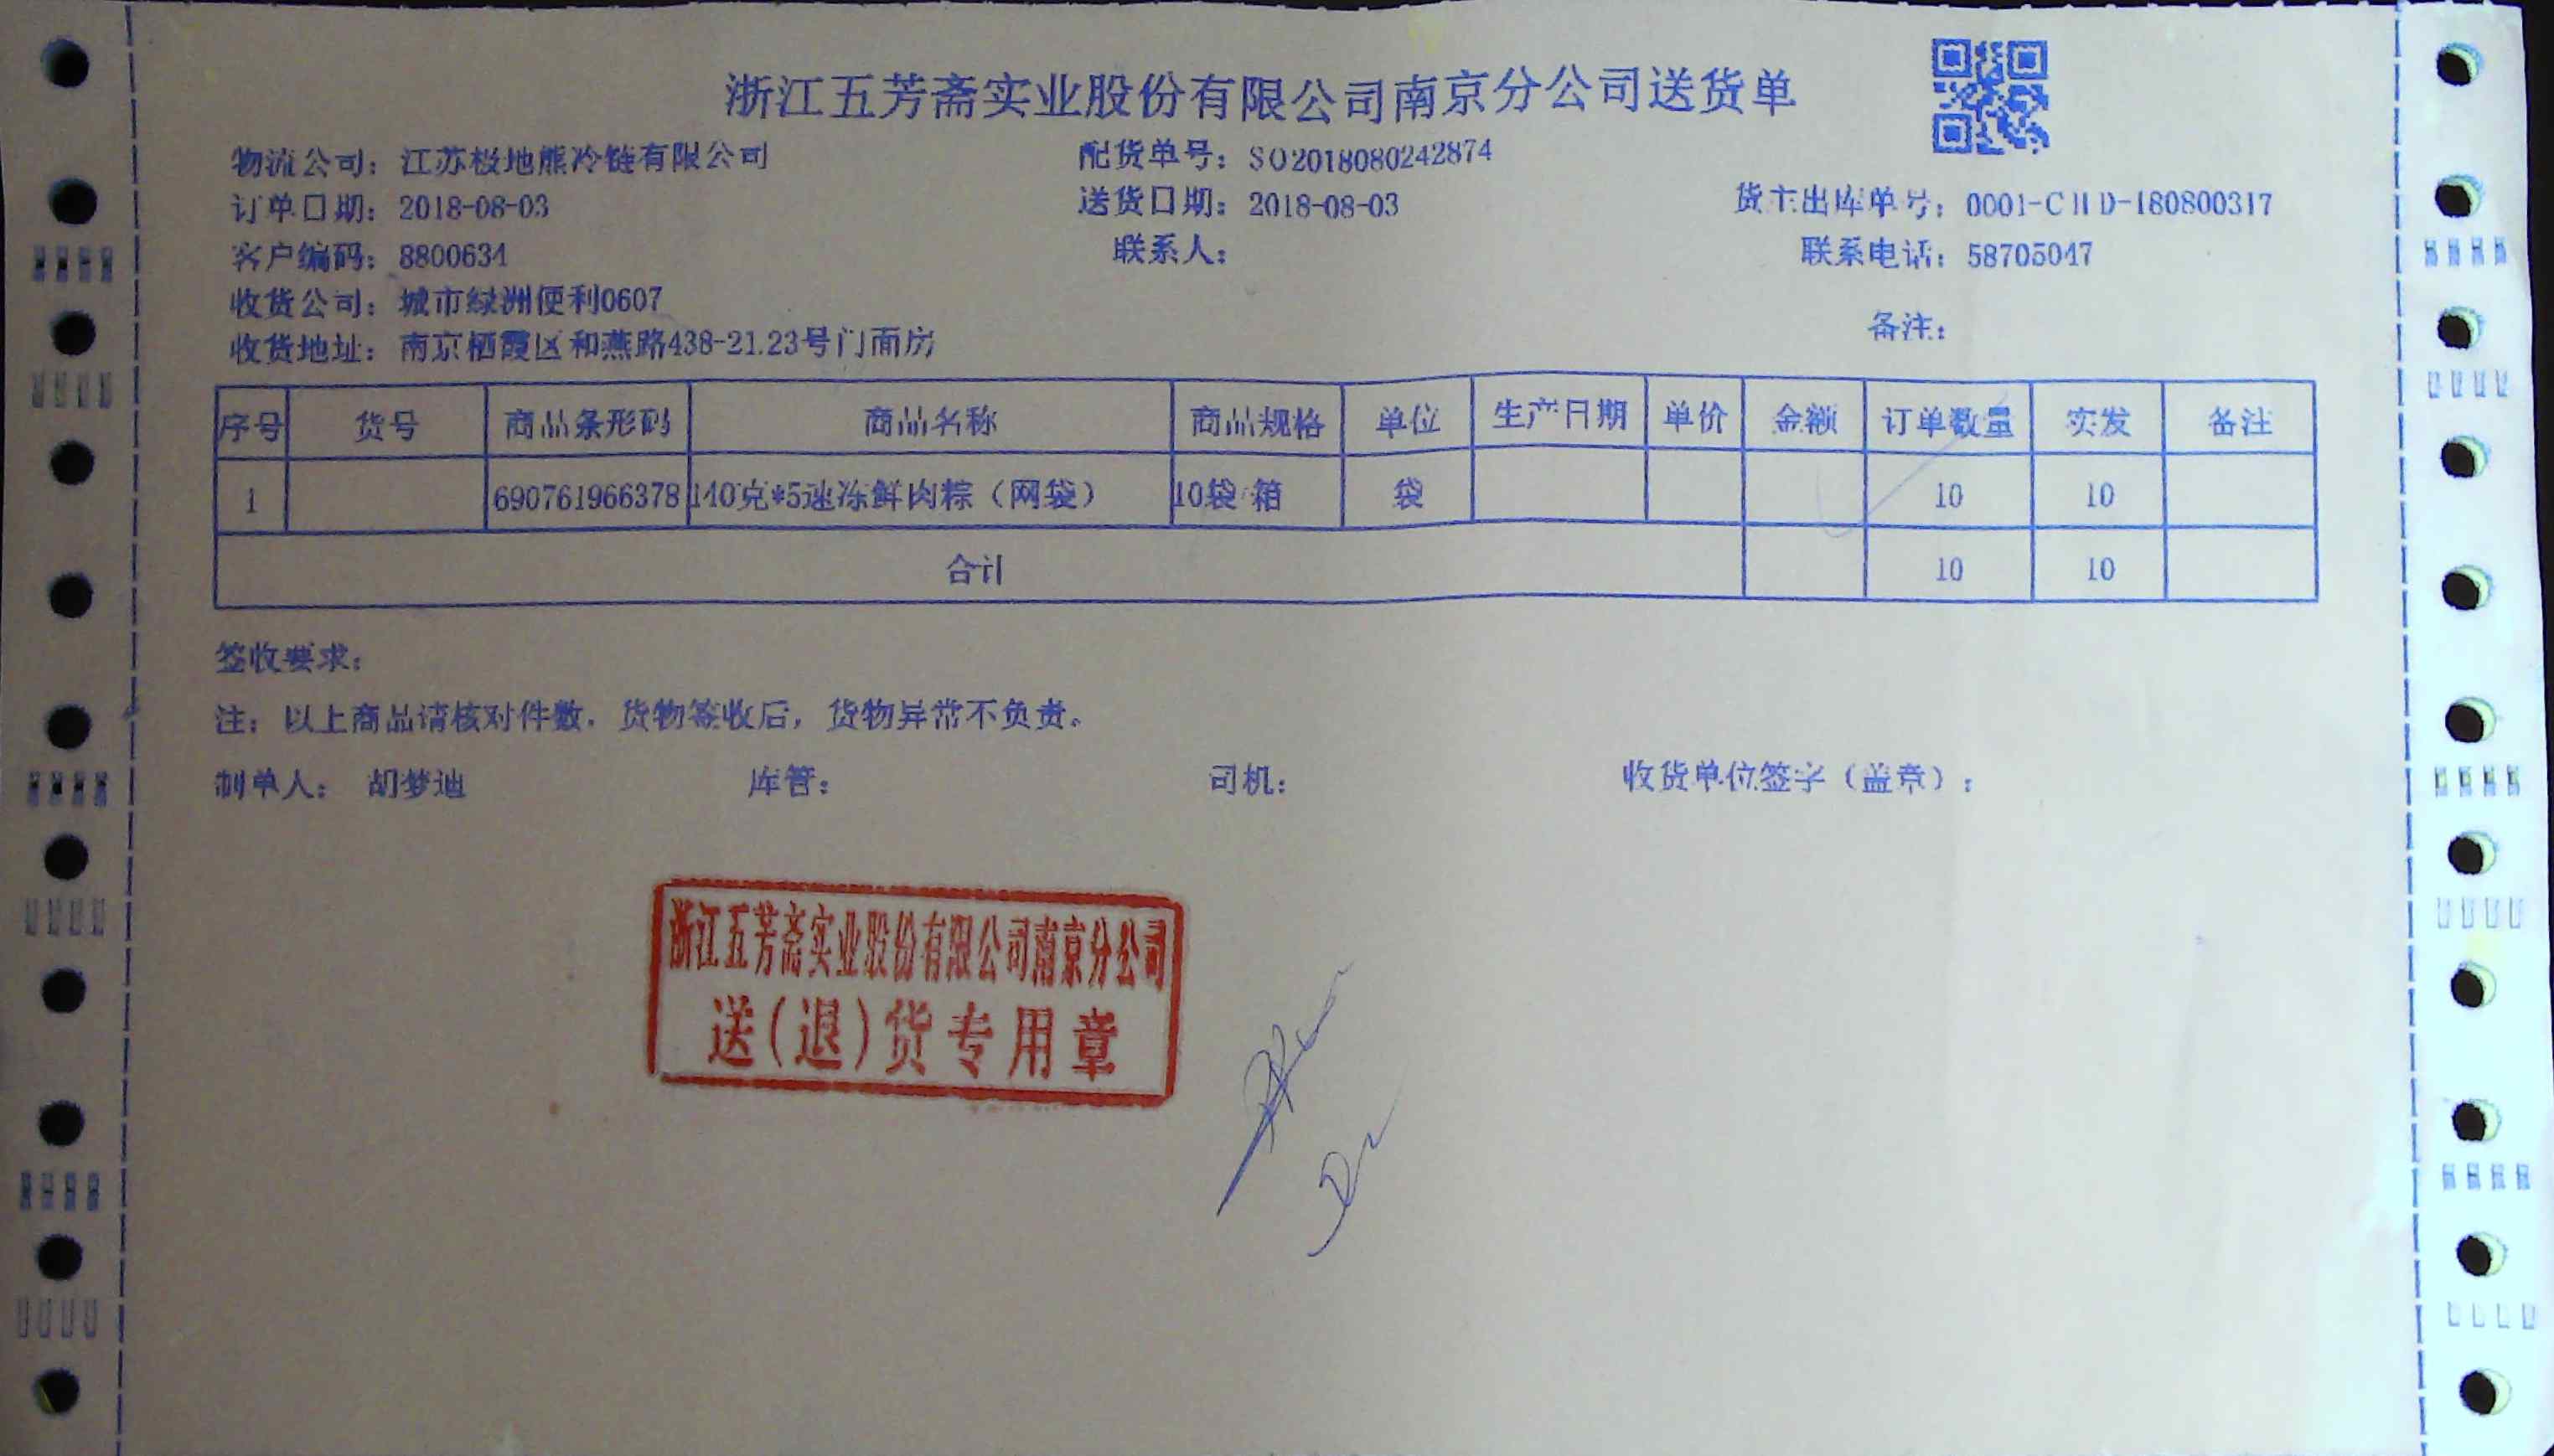 浙江五芳斋实业股份有限公司南京分公司送货单
物流公司：江苏极地熊冷链有限公司 配货单号：SO2018080242874
订单日期：2018-08-03 送货日期：2018-08-03 货主出库单号：0001-CHD-180800317
客户编码：8800634 联系人： 联系电话：58705047
收货公司：城市绿洲便利0607
收货地址：南京栖霞区和燕路438-21.23号门面房 备注：
序号 货号 商品条形码 商品名称 商品规格 单位 生产日期 单价 金额 订单数量 实发 备注
1 690761966378 140克*5速冻鲜肉粽（网袋） 10袋/箱 袋 10 10
合计 10 10
签收要求：
注：以上商品请核对件数，货物签收后，货物异常不负责。
制单人：胡梦迪 库管： 司机： 收货单位签字（盖章）：
浙江五芳斋实业股份有限公司南京分公司
送（退）货专用章